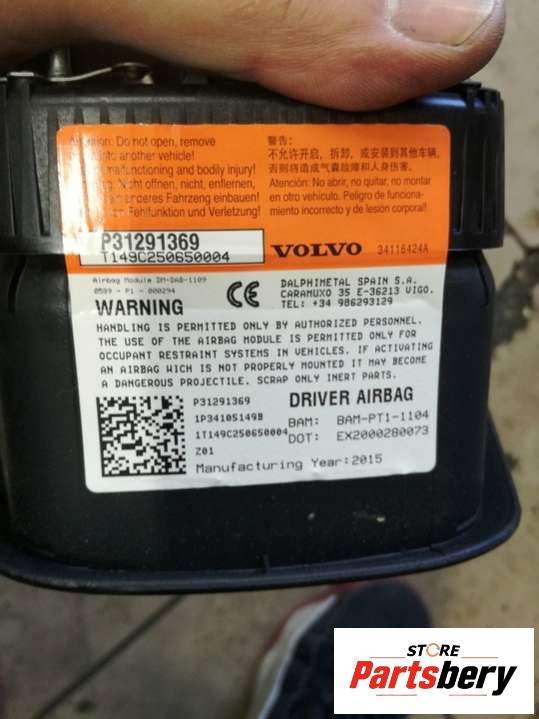 Attention: Do not open, remove
into another vehicle!
malfunctioning and bodily injury!
Nicht öffnen, nicht, entfernen,
anderes Fahrzeug einbauen!
Fehlfunktion und Verletzung!
警告:
不允许开启，拆卸，或安装到其他车辆，
否则将造成气囊故障和人身伤害。
Atención: No abrir, no quitar, no montar
en otro vehículo. Peligro de funciona-
miento incorrecto y de lesion corporal!
P31291369
T149C250650004
VOLVO 34116424A
Airbag Module DM-DAB-1109
0589 - P1 - 000294
CE
DALPHIMETAL SPAIN S.A.
CARAMUXO 35 E-36213 VIGO.
TEL: +34 986293129
WARNING
HANDLING IS PERMITTED ONLY BY AUTHORIZED PERSONNEL.
THE USE OF THE AIRBAG MODULE IS PERMITTED ONLY FOR
OCCUPANT RESTRAINT SYSTEMS IN VEHICLES. IF ACTIVATING
AN AIRBAG WHICH IS NOT PROPERLY MOUNTED IT MAY BECOME
A DANGEROUS PROJECTILE. SCRAP ONLY INERT PARTS.
P31291369
1P34105149B
1T149C250650004
Z01
DRIVER AIRBAG
BAM: BAM-PT1-1104
DOT: EX2000280073
Manufacturing Year:2015
STORE
Partsbery